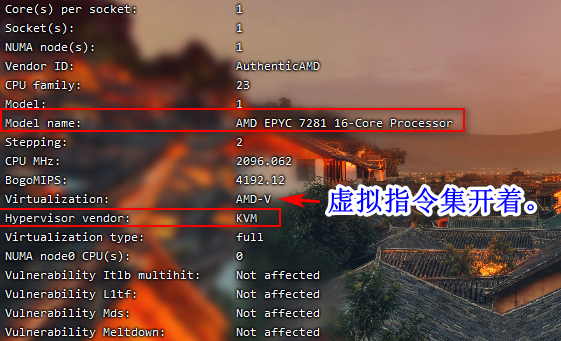 Core(s) per socket: 1
Socket(s): 1
NUMA node(s): 1
Vendor ID: AuthenticAMD
CPU family: 23
Model: 1
Model name: AMD EPYC 7281 16-Core Processor
Stepping: 2
CPU MHz: 2096.062
BogoMIPS: 4192.12
Virtualization: AMD-V 虚拟指令集开着。
Hypervisor vendor: KVM
Virtualization type: full
NUMA node0 CPU(s): 0
Vulnerability Itlb multihit: Not affected
Vulnerability L1tf: Not affected
Vulnerability Mds: Not affected
Vulnerability Meltdown: Not affected